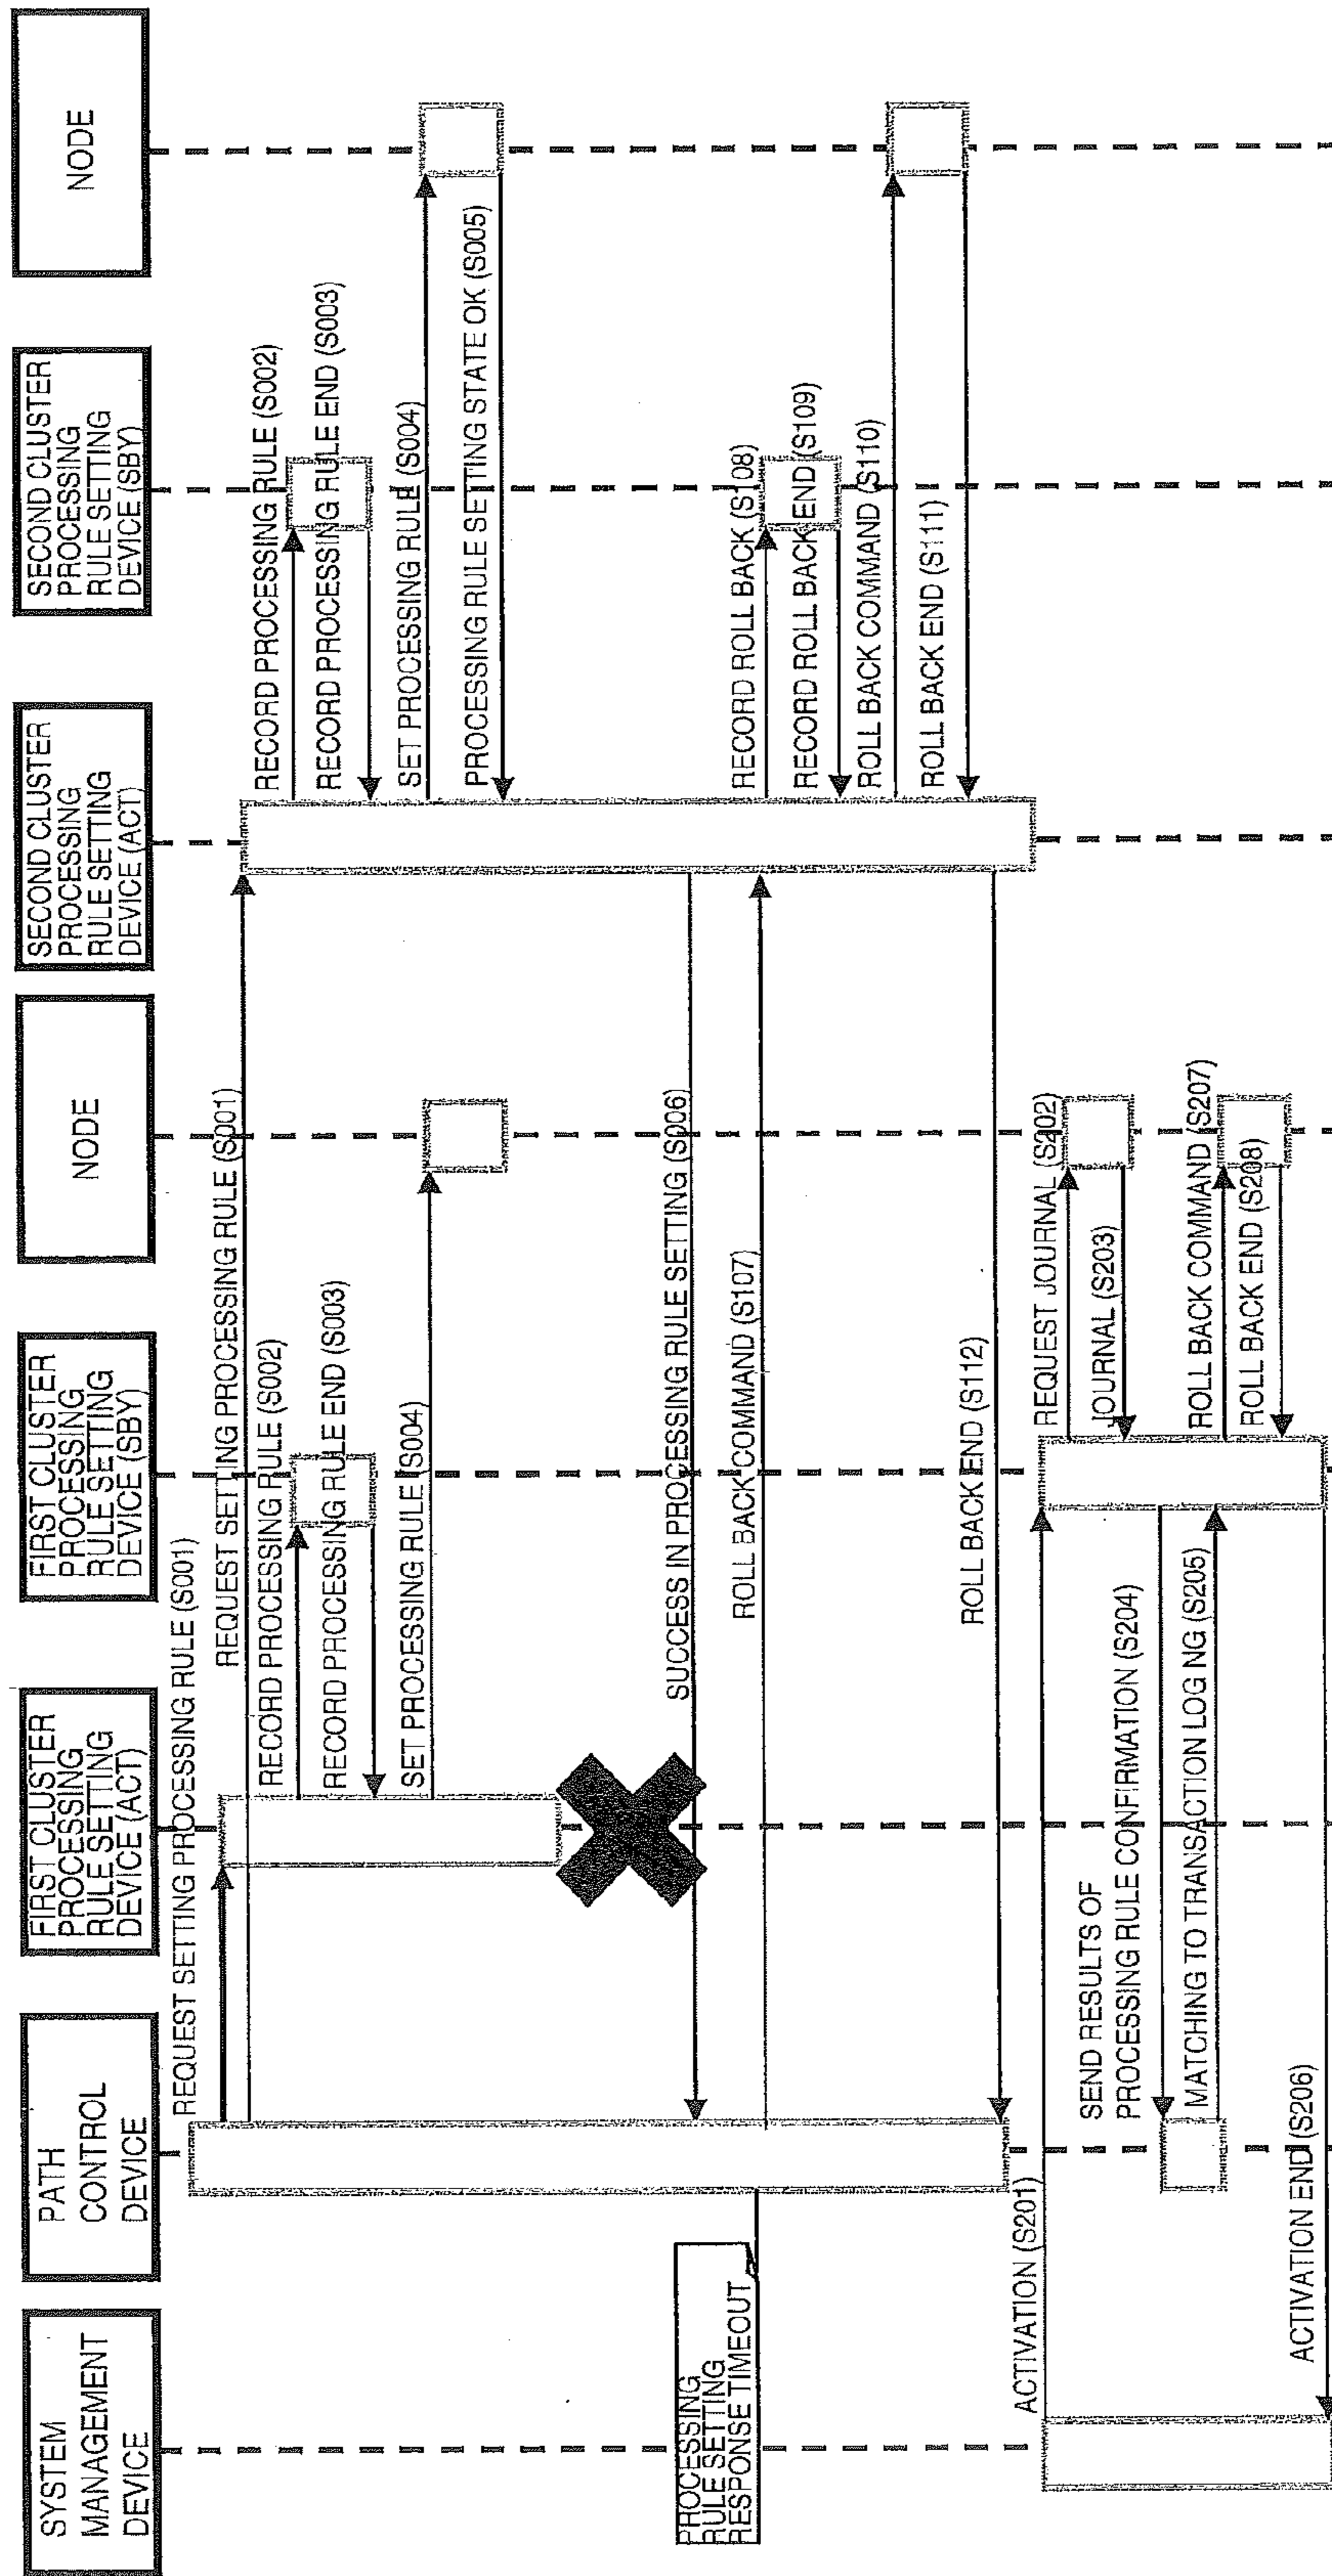 SYSTEM
MANAGEMENT
DEVICE
PATH
CONTROL
DEVICE
FIRST CLUSTER
PROCESSING
RULE SETTING
DEVICE (ACT)
FIRST CLUSTER
PROCESSING
RULE SETTING
DEVICE (SBY)
NODE
SECOND CLUSTER
PROCESSING
RULE SETTING
DEVICE (ACT)
SECOND CLUSTER
PROCESSING
RULE SETTING
DEVICE (SBY)
NODE
REQUEST SETTING PROCESSING RULE (S001)
REQUEST SETTING PROCESSING RULE (S001)
RECORD PROCESSING RULE (S002)
RECORD PROCESSING RULE END (S003)
SET PROCESSING RULE (S004)
RECORD PROCESSING RULE (S002)
RECORD PROCESSING RULE END (S003)
SET PROCESSING RULE (S004)
PROCESSING RULE SETTING STATE OK (S005)
SUCCESS IN PROCESSING RULE SETTING (S006)
PROCESSING
RULE SETTING
RESPONSE TIMEOUT
ROLL BACK COMMAND (S107)
RECORD ROLL BACK (S108)
RECORD ROLL BACK END (S109)
ROLL BACK COMMAND (S110)
ROLL BACK END (S111)
ROLL BACK END (S112)
ACTIVATION (S201)
REQUEST JOURNAL (S202)
JOURNAL (S203)
SEND RESULTS OF
PROCESSING RULE CONFIRMATION (S204)
MATCHING TO TRANSACTION LOG NG (S205)
ROLL BACK COMMAND (S207)
ROLL BACK END (S208)
ACTIVATION END (S206)